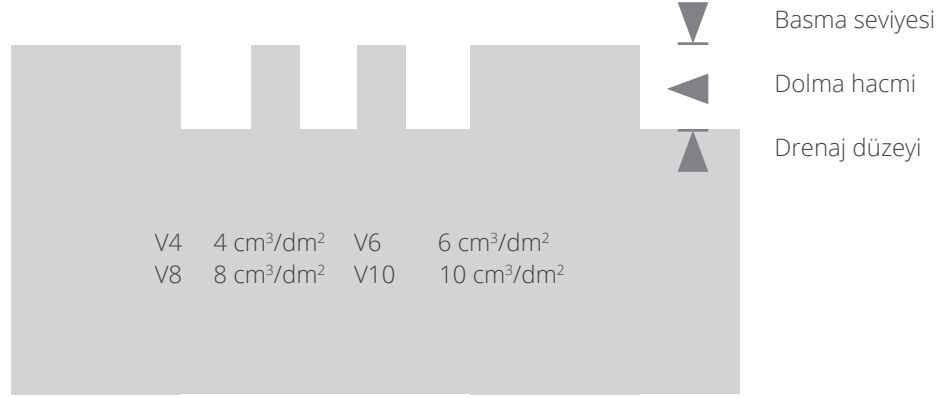 Basma seviyesi
Dolma hacmi
Drenaj düzeyi
V4 4 cm³/dm² V6 6 cm³/dm²
V8 8 cm³/dm² V10 10 cm³/dm²